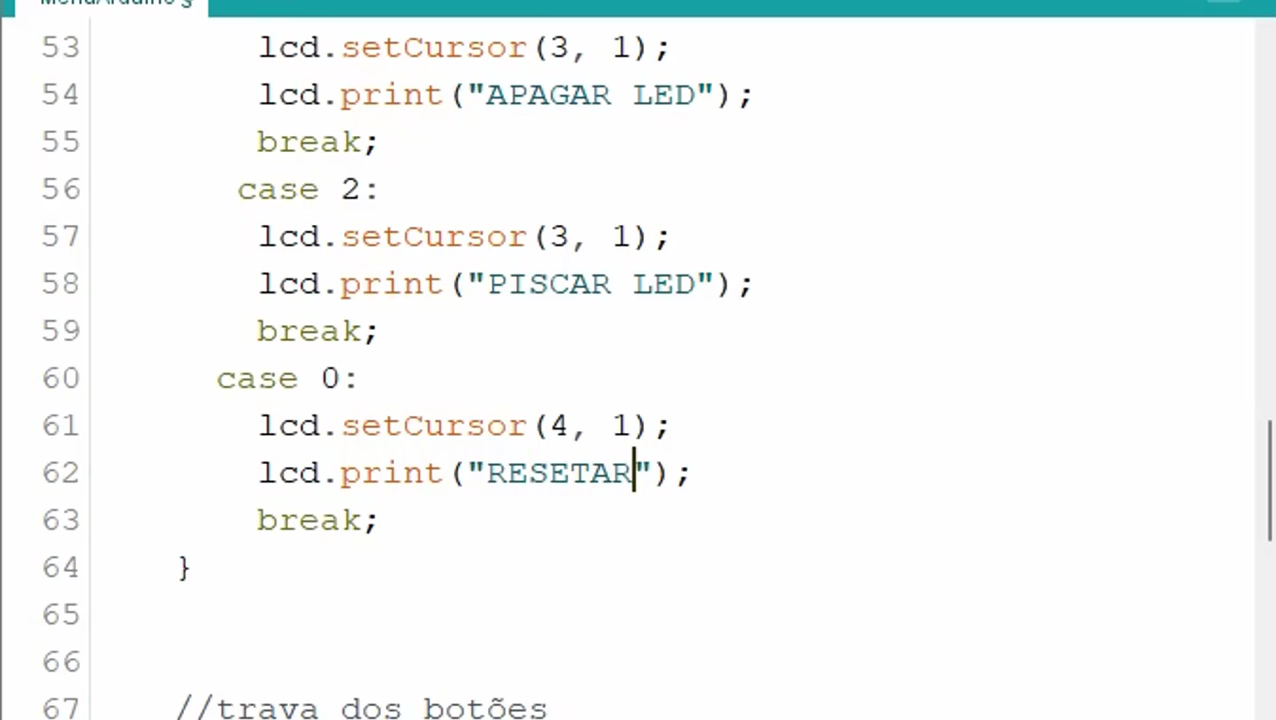 53 lcd.setCursor(3, 1);
54 lcd.print("APAGAR LED");
55 break;
56 case 2:
57 lcd.setCursor(3, 1);
58 lcd.print("PISCAR LED");
59 break;
60 case 0:
61 lcd.setCursor(4, 1);
62 lcd.print("RESETAR");
63 break;
64 }
65
66
67 //trava dos botões